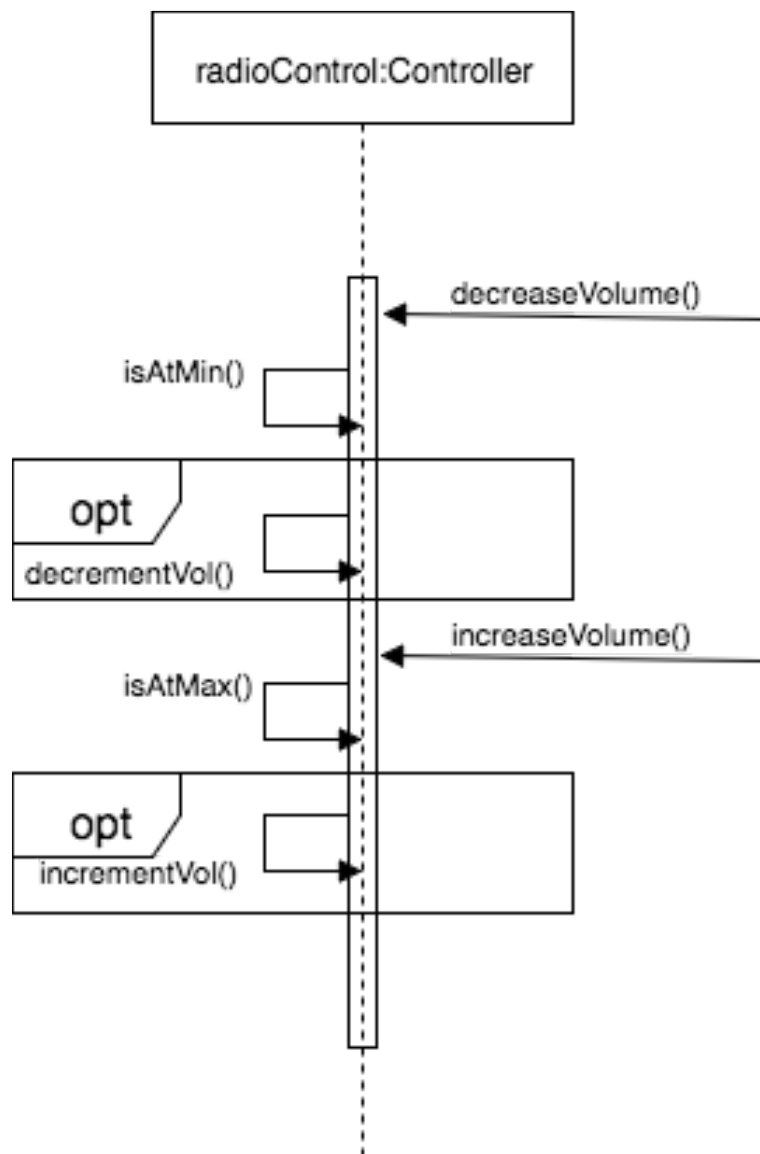 radioControl:Controller
decreaseVolume()
isAtMin()
opt
decrementVol()
increaseVolume()
isAtMax()
opt
incrementVol()